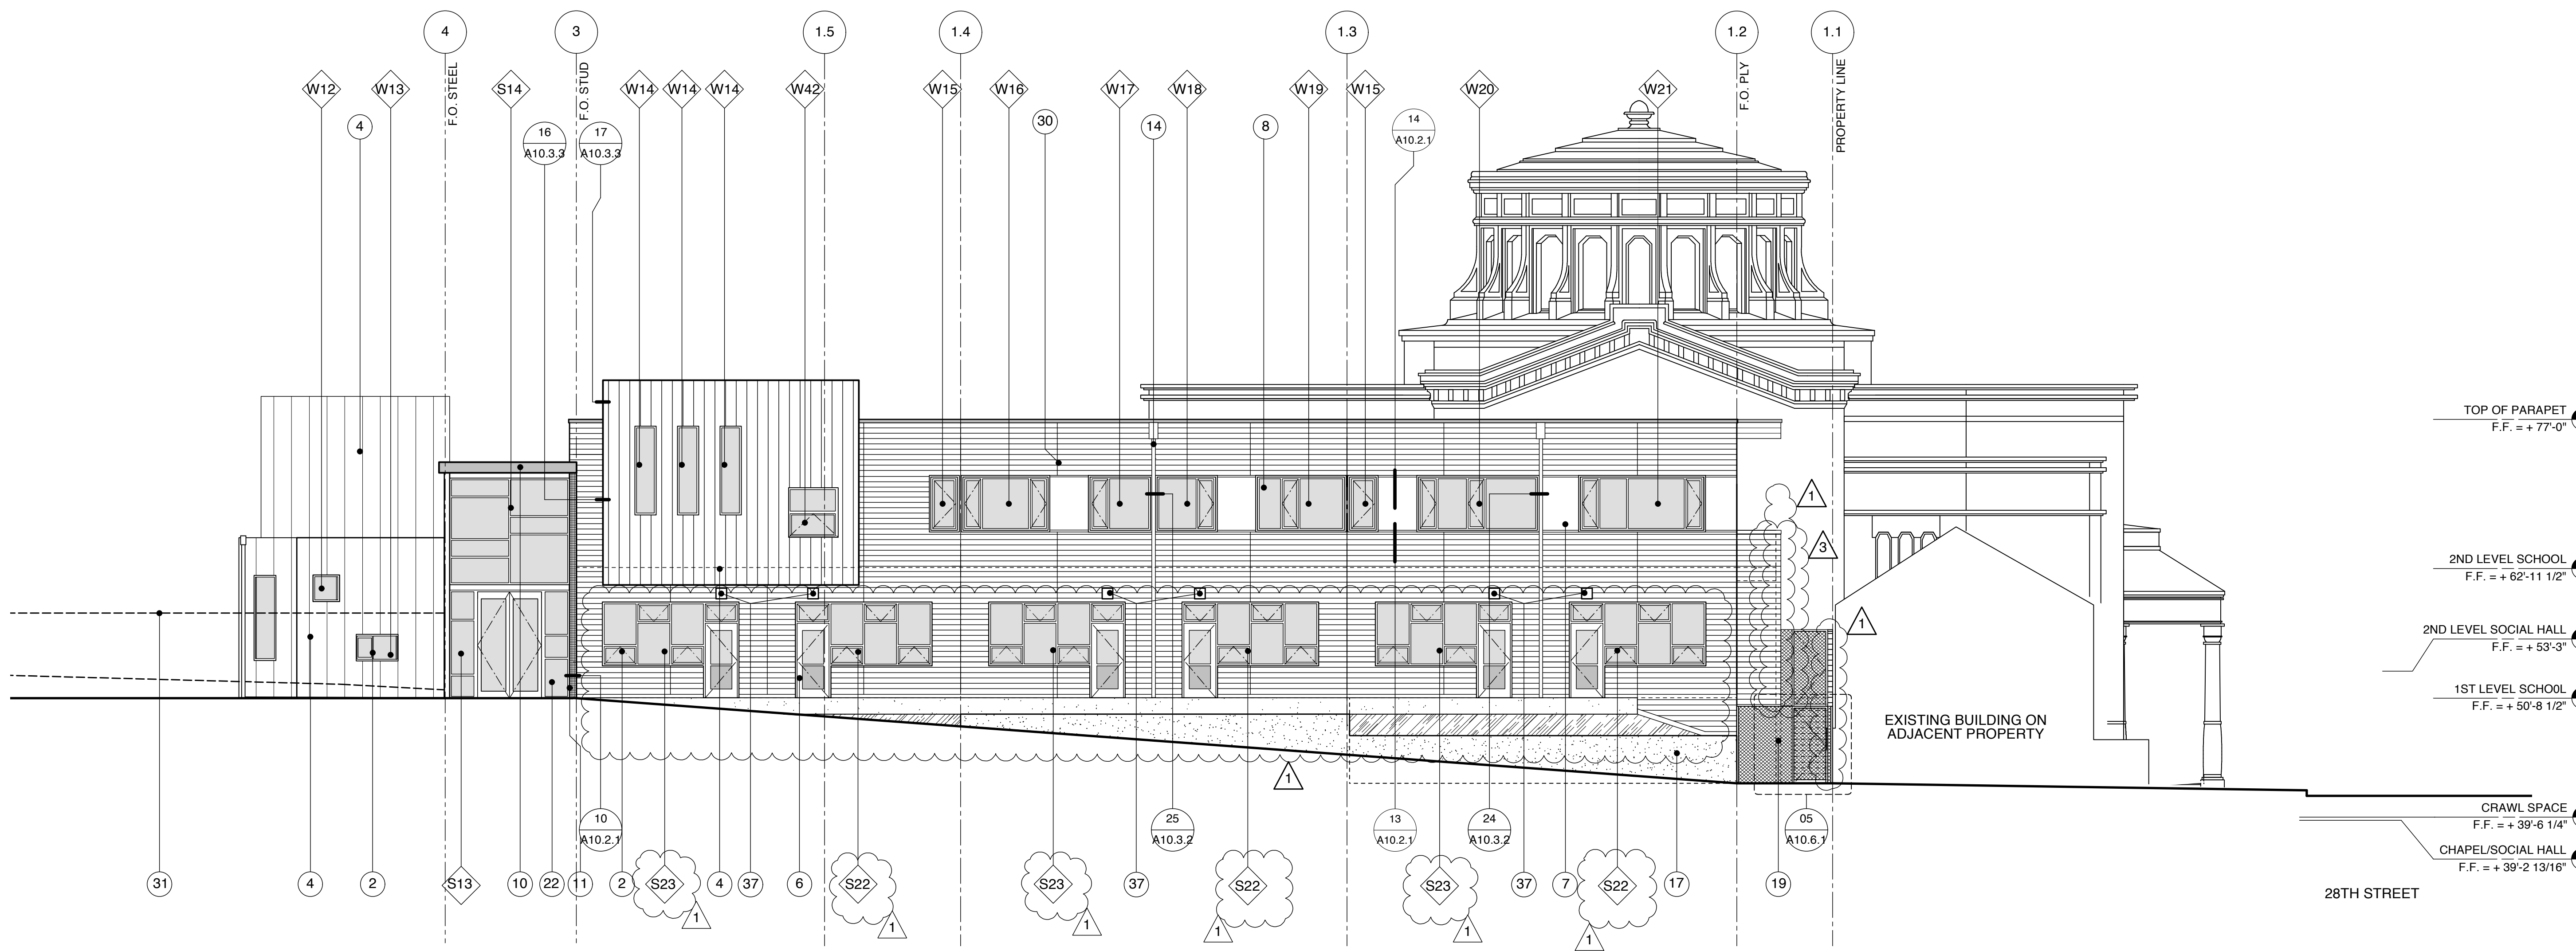 4
3
1.5
1.4
1.3
1.2
1.1
F.O. STEEL
F.O. STUD
F.O. PLY
PROPERTY LINE
W12
W13
S14
W14
W14
W14
W42
W15
W16
W17
W18
W19
W15
W20
W21
4
16
A10.3.3
17
A10.3.3
30
14
8
14
A10.2.1
TOP OF PARAPET
F.F. = + 77'-0"
1
3
2ND LEVEL SCHOOL
F.F. = + 62'-11 1/2"
1
2ND LEVEL SOCIAL HALL
F.F. = + 53'-3"
1ST LEVEL SCHOOL
F.F. = + 50'-8 1/2"
EXISTING BUILDING ON
ADJACENT PROPERTY
1
CRAWL SPACE
F.F. = + 39'-6 1/4"
10
A10.2.1
25
A10.3.2
13
A10.2.1
24
A10.3.2
05
A10.6.1
CHAPEL/SOCIAL HALL
F.F. = + 39'-2 13/16"
31
4
2
S13
10
22
11
2
S23
4
37
6
S22
S23
37
S22
S23
37
7
S22
17
19
28TH STREET
1
1
1
1
1
1